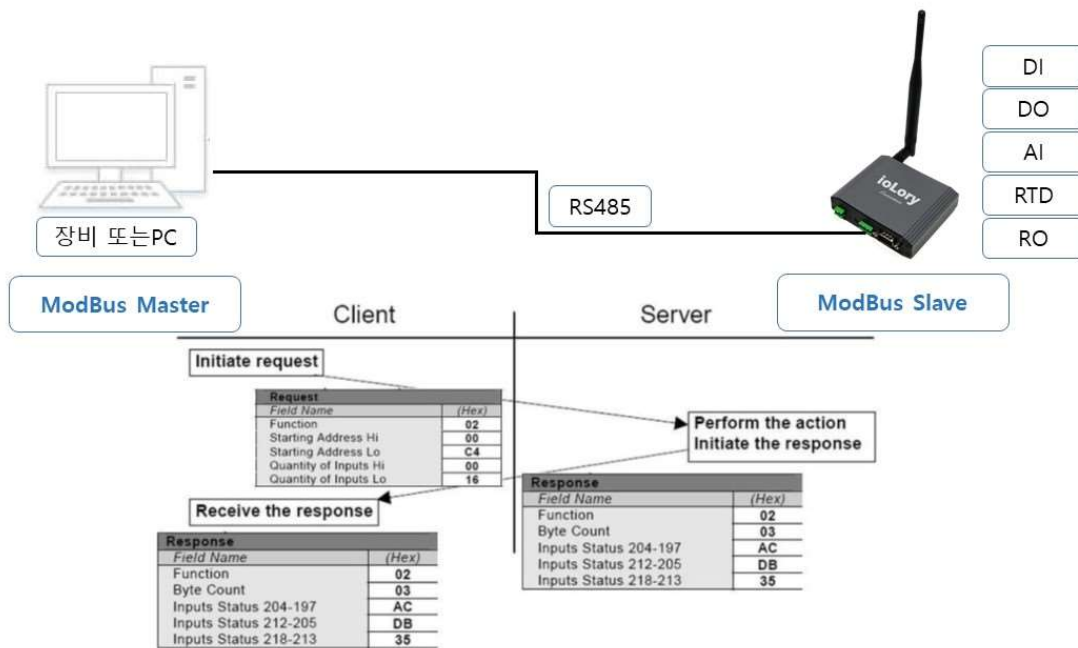 DI
DO
AI
RTD
RO
ioLory
RS485
장비 또는PC
ModBus Master
ModBus Slave
Client
Server
Initiate request
Request
Field Name (Hex)
Function 02
Starting Address Hi 00
Starting Address Lo C4
Quantity of Inputs Hi 00
Quantity of Inputs Lo 16
Perform the action
Initiate the response
Receive the response
Response
Field Name (Hex)
Function 02
Byte Count 03
Inputs Status 204-197 AC
Inputs Status 212-205 DB
Inputs Status 218-213 35
Response
Field Name (Hex)
Function 02
Byte Count 03
Inputs Status 204-197 AC
Inputs Status 212-205 DB
Inputs Status 218-213 35